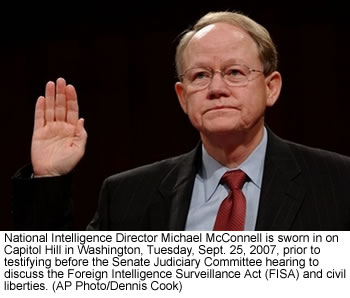 National Intelligence Director Michael McConnell is sworn in on
Capitol Hill in Washington, Tuesday, Sept. 25, 2007, prior to
testifying before the Senate Judiciary Committee hearing to
discuss the Foreign Intelligence Surveillance Act (FISA) and civil
liberties. (AP Photo/Dennis Cook)